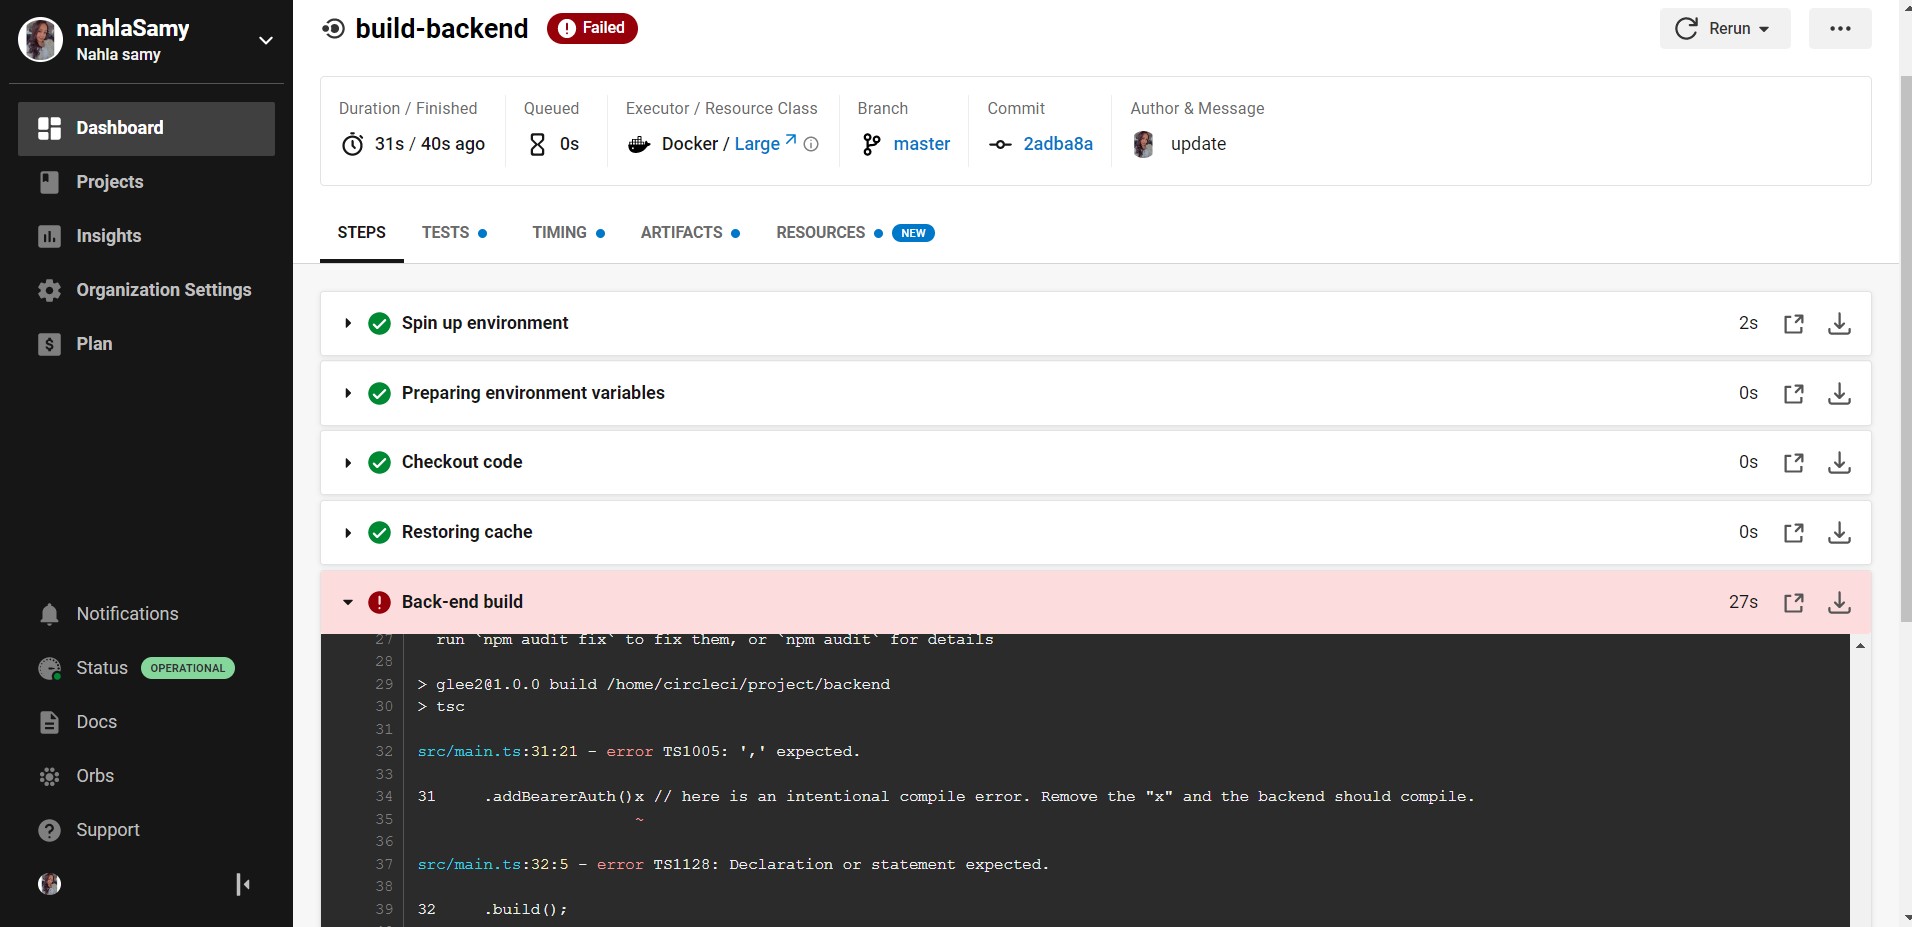 nahlaSamy
Nahla samy
Dashboard
Projects
Insights
Organization Settings
Plan
Notifications
Status OPERATIONAL
Docs
Orbs
Support
build-backend Failed
Rerun
Duration / Finished Queued Executor / Resource Class Branch Commit Author & Message
31s / 40s ago 0s Docker / Large master 2adba8a update
STEPS TESTS TIMING ARTIFACTS RESOURCES NEW
Spin up environment 2s
Preparing environment variables 0s
Checkout code 0s
Restoring cache 0s
Back-end build 27s
27 run `npm audit fix` to fix them, or `npm audit` for details
28
29 > glee2@1.0.0 build /home/circleci/project/backend
30 > tsc
31
32 src/main.ts:31:21 - error TS1005: ',' expected.
33
34 31 .addBearerAuth()x // here is an intentional compile error. Remove the "x" and the backend should compile.
35 ~
36
37 src/main.ts:32:5 - error TS1128: Declaration or statement expected.
38
39 32 .build();